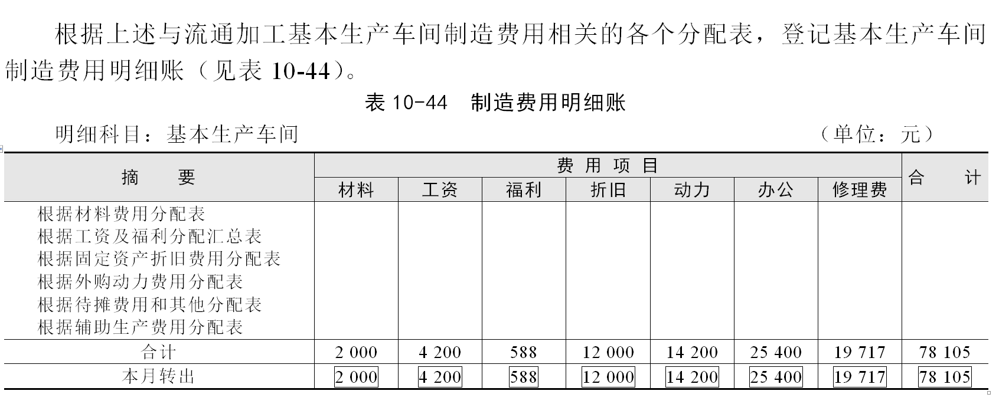 根据上述与流通加工基本生产车间制造费用相关的各个分配表，登记基本生产车间
制造费用明细账（见表 10-44）。
表 10-44 制造费用明细账
明细科目：基本生产车间 （单位：元）
摘 要 费 用 项 目 合 计
材料 工资 福利 折旧 动力 办公 修理费
根据材料费用分配表
根据工资及福利分配汇总表
根据固定资产折旧费用分配表
根据外购动力费用分配表
根据待摊费用和其他分配表
根据辅助生产费用分配表
合计 2 000 4 200 588 12 000 14 200 25 400 19 717 78 105
本月转出 2 000 4 200 588 12 000 14 200 25 400 19 717 78 105